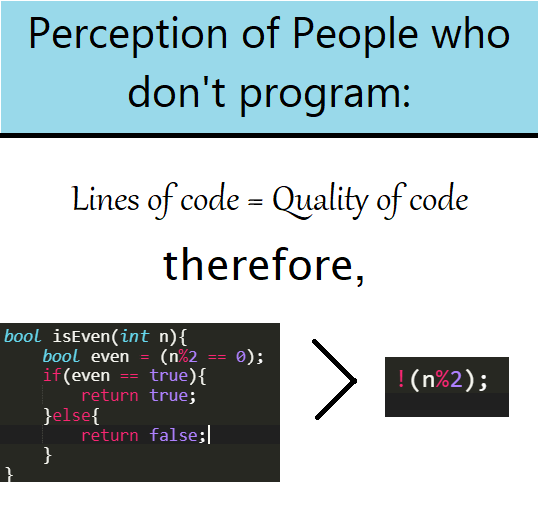 Perception of People who
don't program:
Lines of code = Quality of code
therefore,
bool isEven(int n){
    bool even = (n%2 == 0);
    if(even == true){
        return true;
    }else{
        return false;
    }
}
!(n%2);